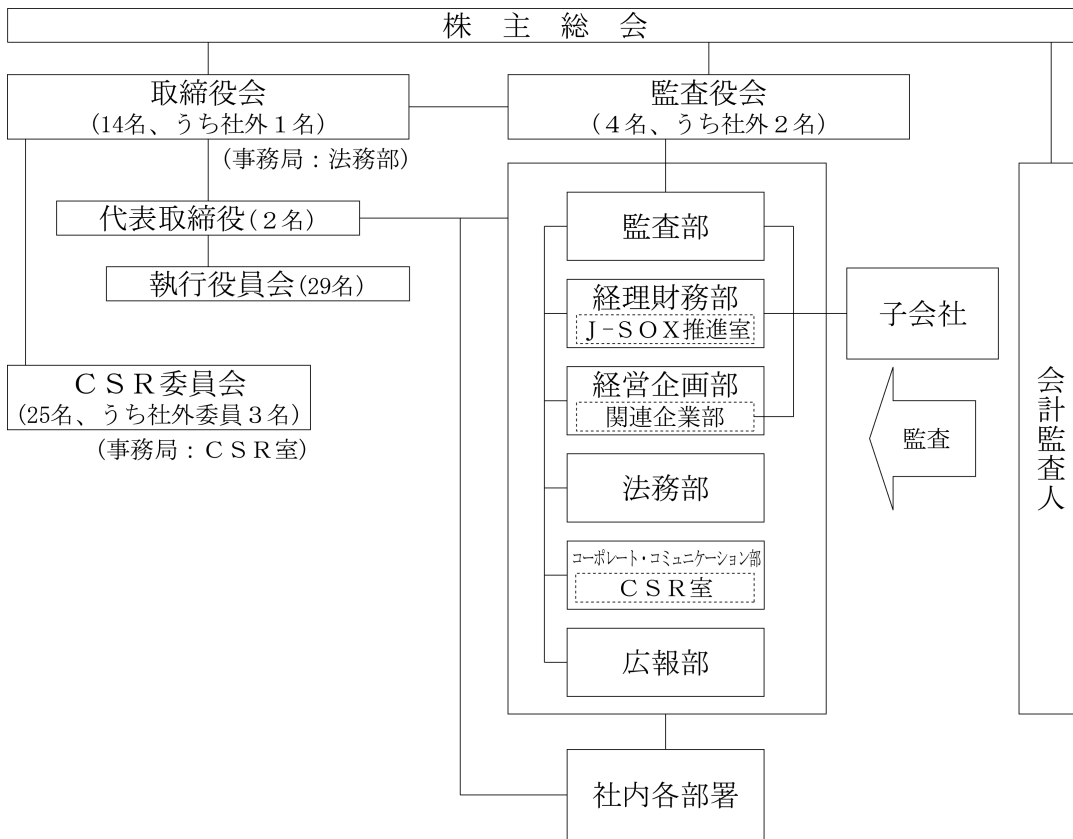 株主総会
取締役会
(14名、うち社外1名)
(事務局：法務部)
監査役会
(4名、うち社外2名)
代表取締役(2名)
執行役員会(29名)
CSR委員会
(25名、うち社外委員3名)
(事務局：CSR室)
監査部
経理財務部
J-SOX推進室
経営企画部
関連企業部
法務部
コーポレート・コミュニケーション部
CSR室
広報部
社内各部署
子会社
監査
会計監査人